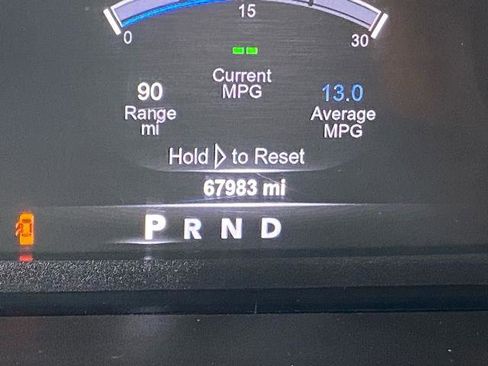 15
0 30
Current
MPG
90
Range
mi
13.0
Average
MPG
Hold ▷ to Reset
67983 mi
P R N D